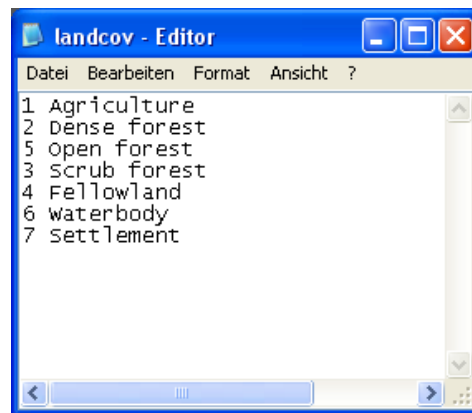 landcov - Editor
Datei Bearbeiten Format Ansicht ?
1 Agriculture
2 Dense forest
5 Open forest
3 Scrub forest
4 Fellowland
6 Waterbody
7 Settlement